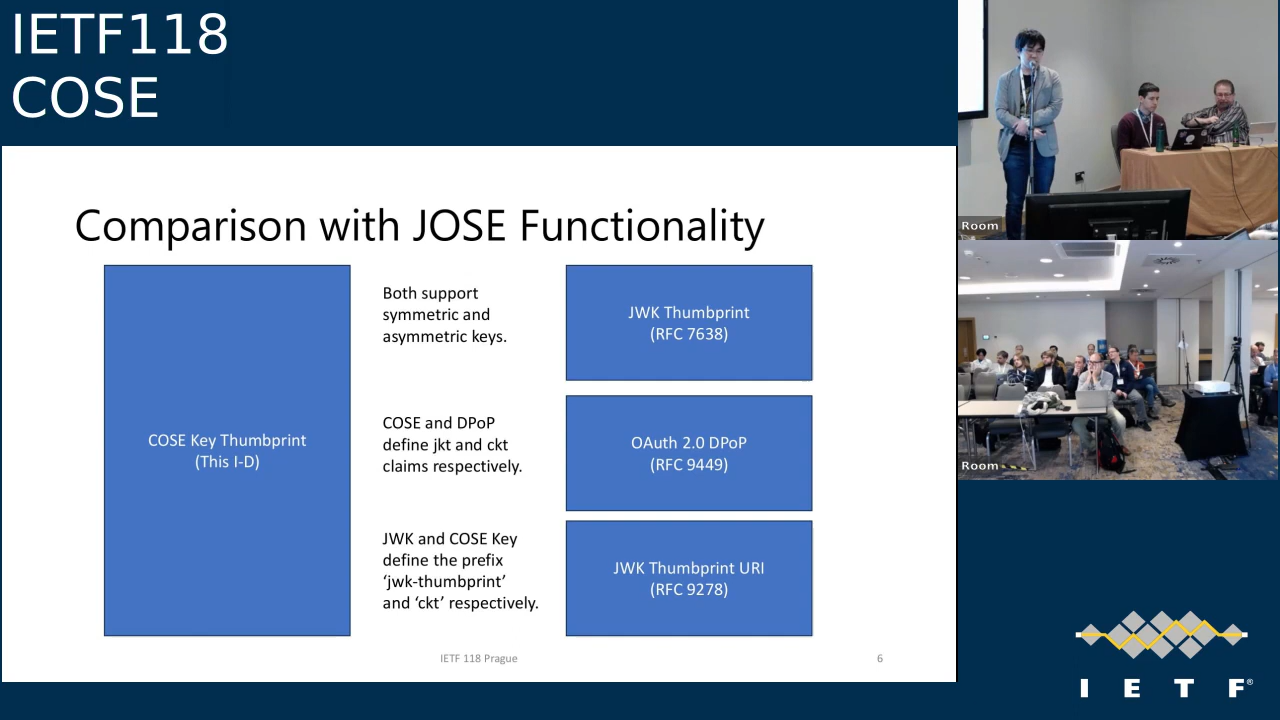 IETF118
COSE
Comparison with JOSE Functionality
COSE Key Thumbprint
(This I-D)
Both support
symmetric and
asymmetric keys.
JWK Thumbprint
(RFC 7638)
COSE and DPoP
define jkt and ckt
claims respectively.
OAuth 2.0 DPoP
(RFC 9449)
JWK and COSE Key
define the prefix
‘jwk-thumbprint’
and ‘ckt’ respectively.
JWK Thumbprint URI
(RFC 9278)
IETF 118 Prague
6
Room
Room
I E T F®